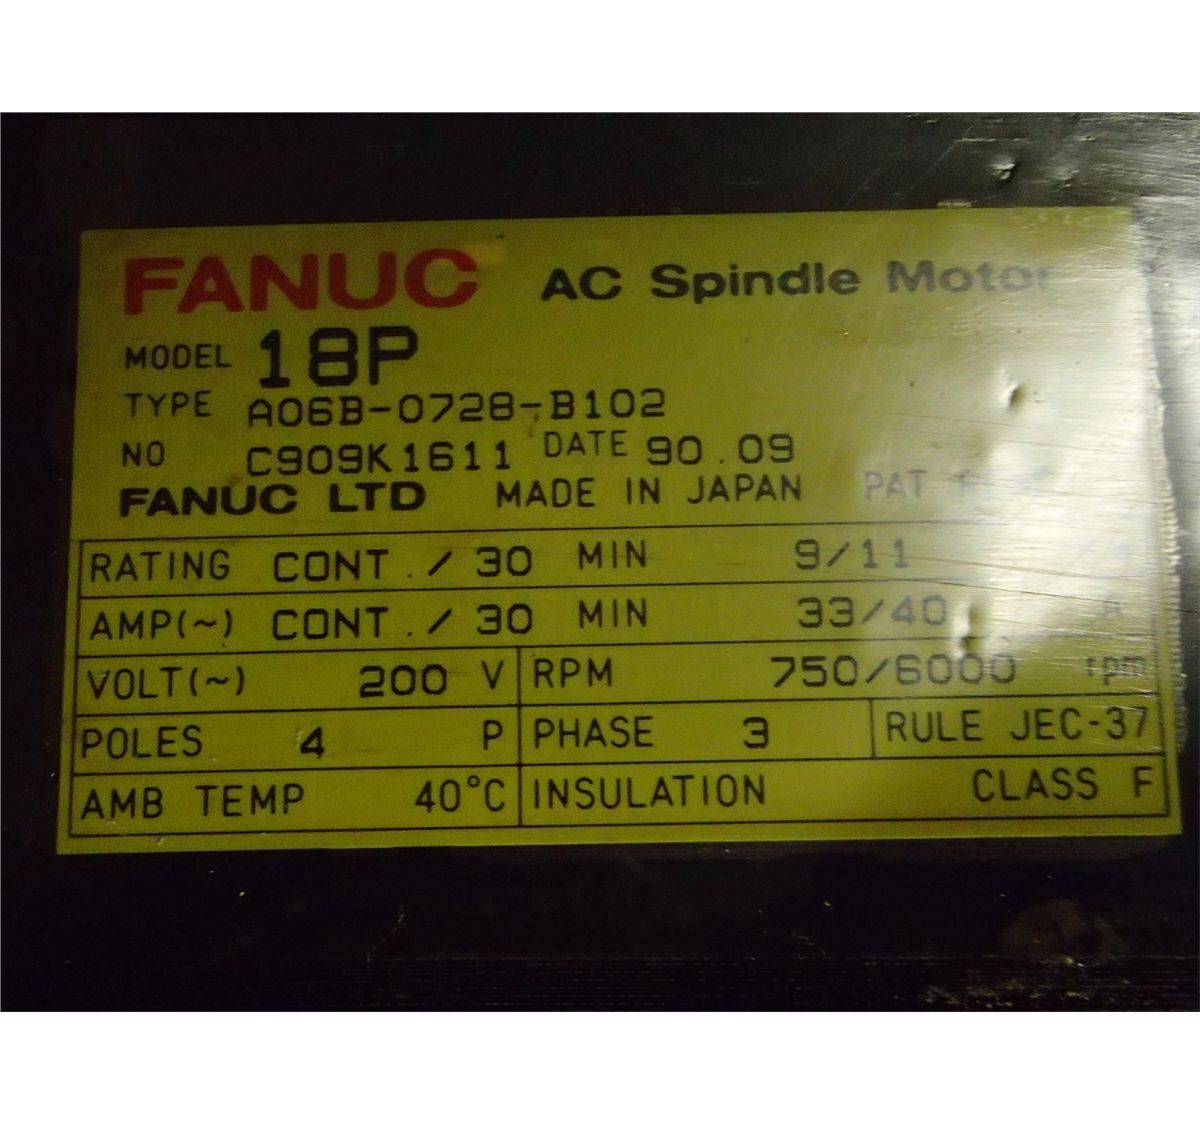 FANUC AC Spindle Motor
MODEL 18P
TYPE A06B-0728-B102
NO C909K1611 DATE 90.09
FANUC LTD MADE IN JAPAN PAT
RATING CONT./30 MIN 9/11
AMP(~) CONT./30 MIN 33/40 A
VOLT(~) 200 V RPM 750/6000 rpm
POLES 4 P PHASE 3 RULE JEC-37
AMB TEMP 40°C INSULATION CLASS F